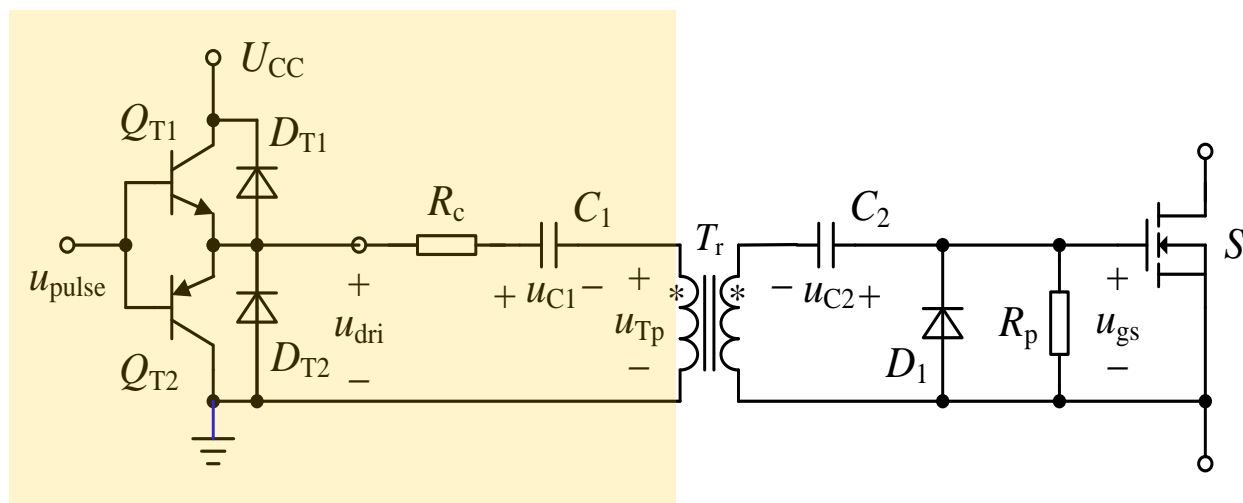 U_CC
Q_T1
D_T1
R_c
C_1
T_r
C_2
S
u_pulse
+
u_dri
−
+ u_C1 −
+
u_Tp
−
*
*
− u_C2 +
D_1
R_p
+
u_gs
−
Q_T2
D_T2